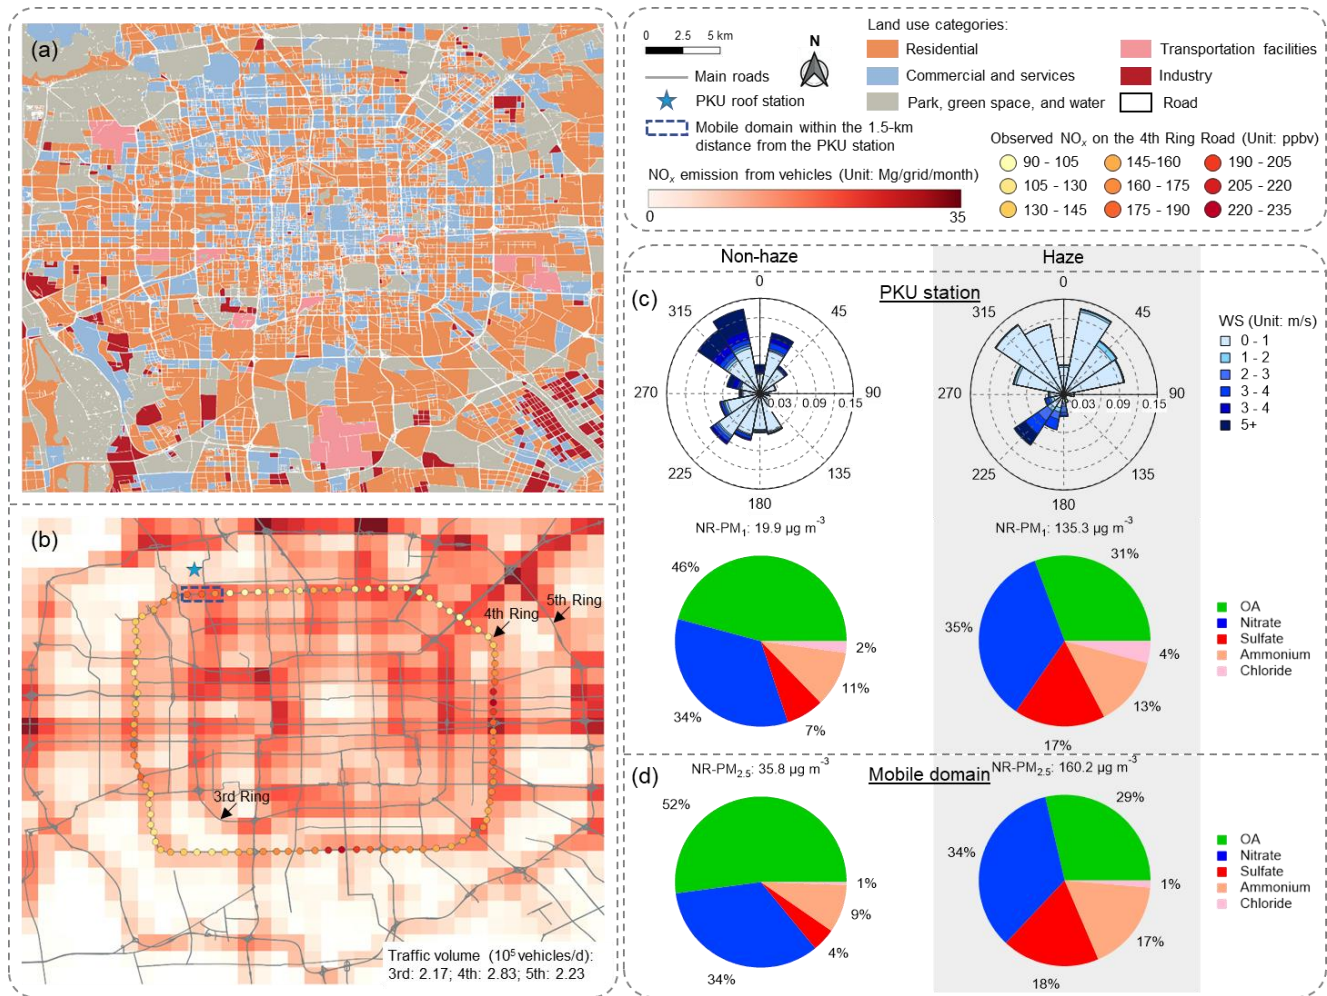 (a)
0 2.5 5 km
N
Main roads
PKU roof station
Mobile domain within the 1.5-km
distance from the PKU station
NOx emission from vehicles (Unit: Mg/grid/month)
0 35
Land use categories:
Residential
Commercial and services
Park, green space, and water
Transportation facilities
Industry
Road
Observed NOx on the 4th Ring Road (Unit: ppbv)
90 - 105
105 - 130
130 - 145
145-160
160 - 175
175 - 190
190 - 205
205 - 220
220 - 235
(b)
5th Ring
4th Ring
3rd Ring
Traffic volume (10⁵ vehicles/d):
3rd: 2.17; 4th: 2.83; 5th: 2.23
Non-haze
Haze
(c)
PKU station
0
45
90
135
180
225
270
315
0.03 0.09 0.15
0
45
90
135
180
225
270
315
0.03 0.09 0.15
WS (Unit: m/s)
0 - 1
1 - 2
2 - 3
3 - 4
3 - 4
5+
NR-PM1: 19.9 µg m⁻³
46%
34%
7%
11%
2%
NR-PM1: 135.3 µg m⁻³
31%
35%
17%
13%
4%
OA
Nitrate
Sulfate
Ammonium
Chloride
(d)
Mobile domain
NR-PM2.5: 35.8 µg m⁻³
52%
34%
4%
9%
1%
NR-PM2.5: 160.2 µg m⁻³
29%
34%
18%
17%
1%
OA
Nitrate
Sulfate
Ammonium
Chloride